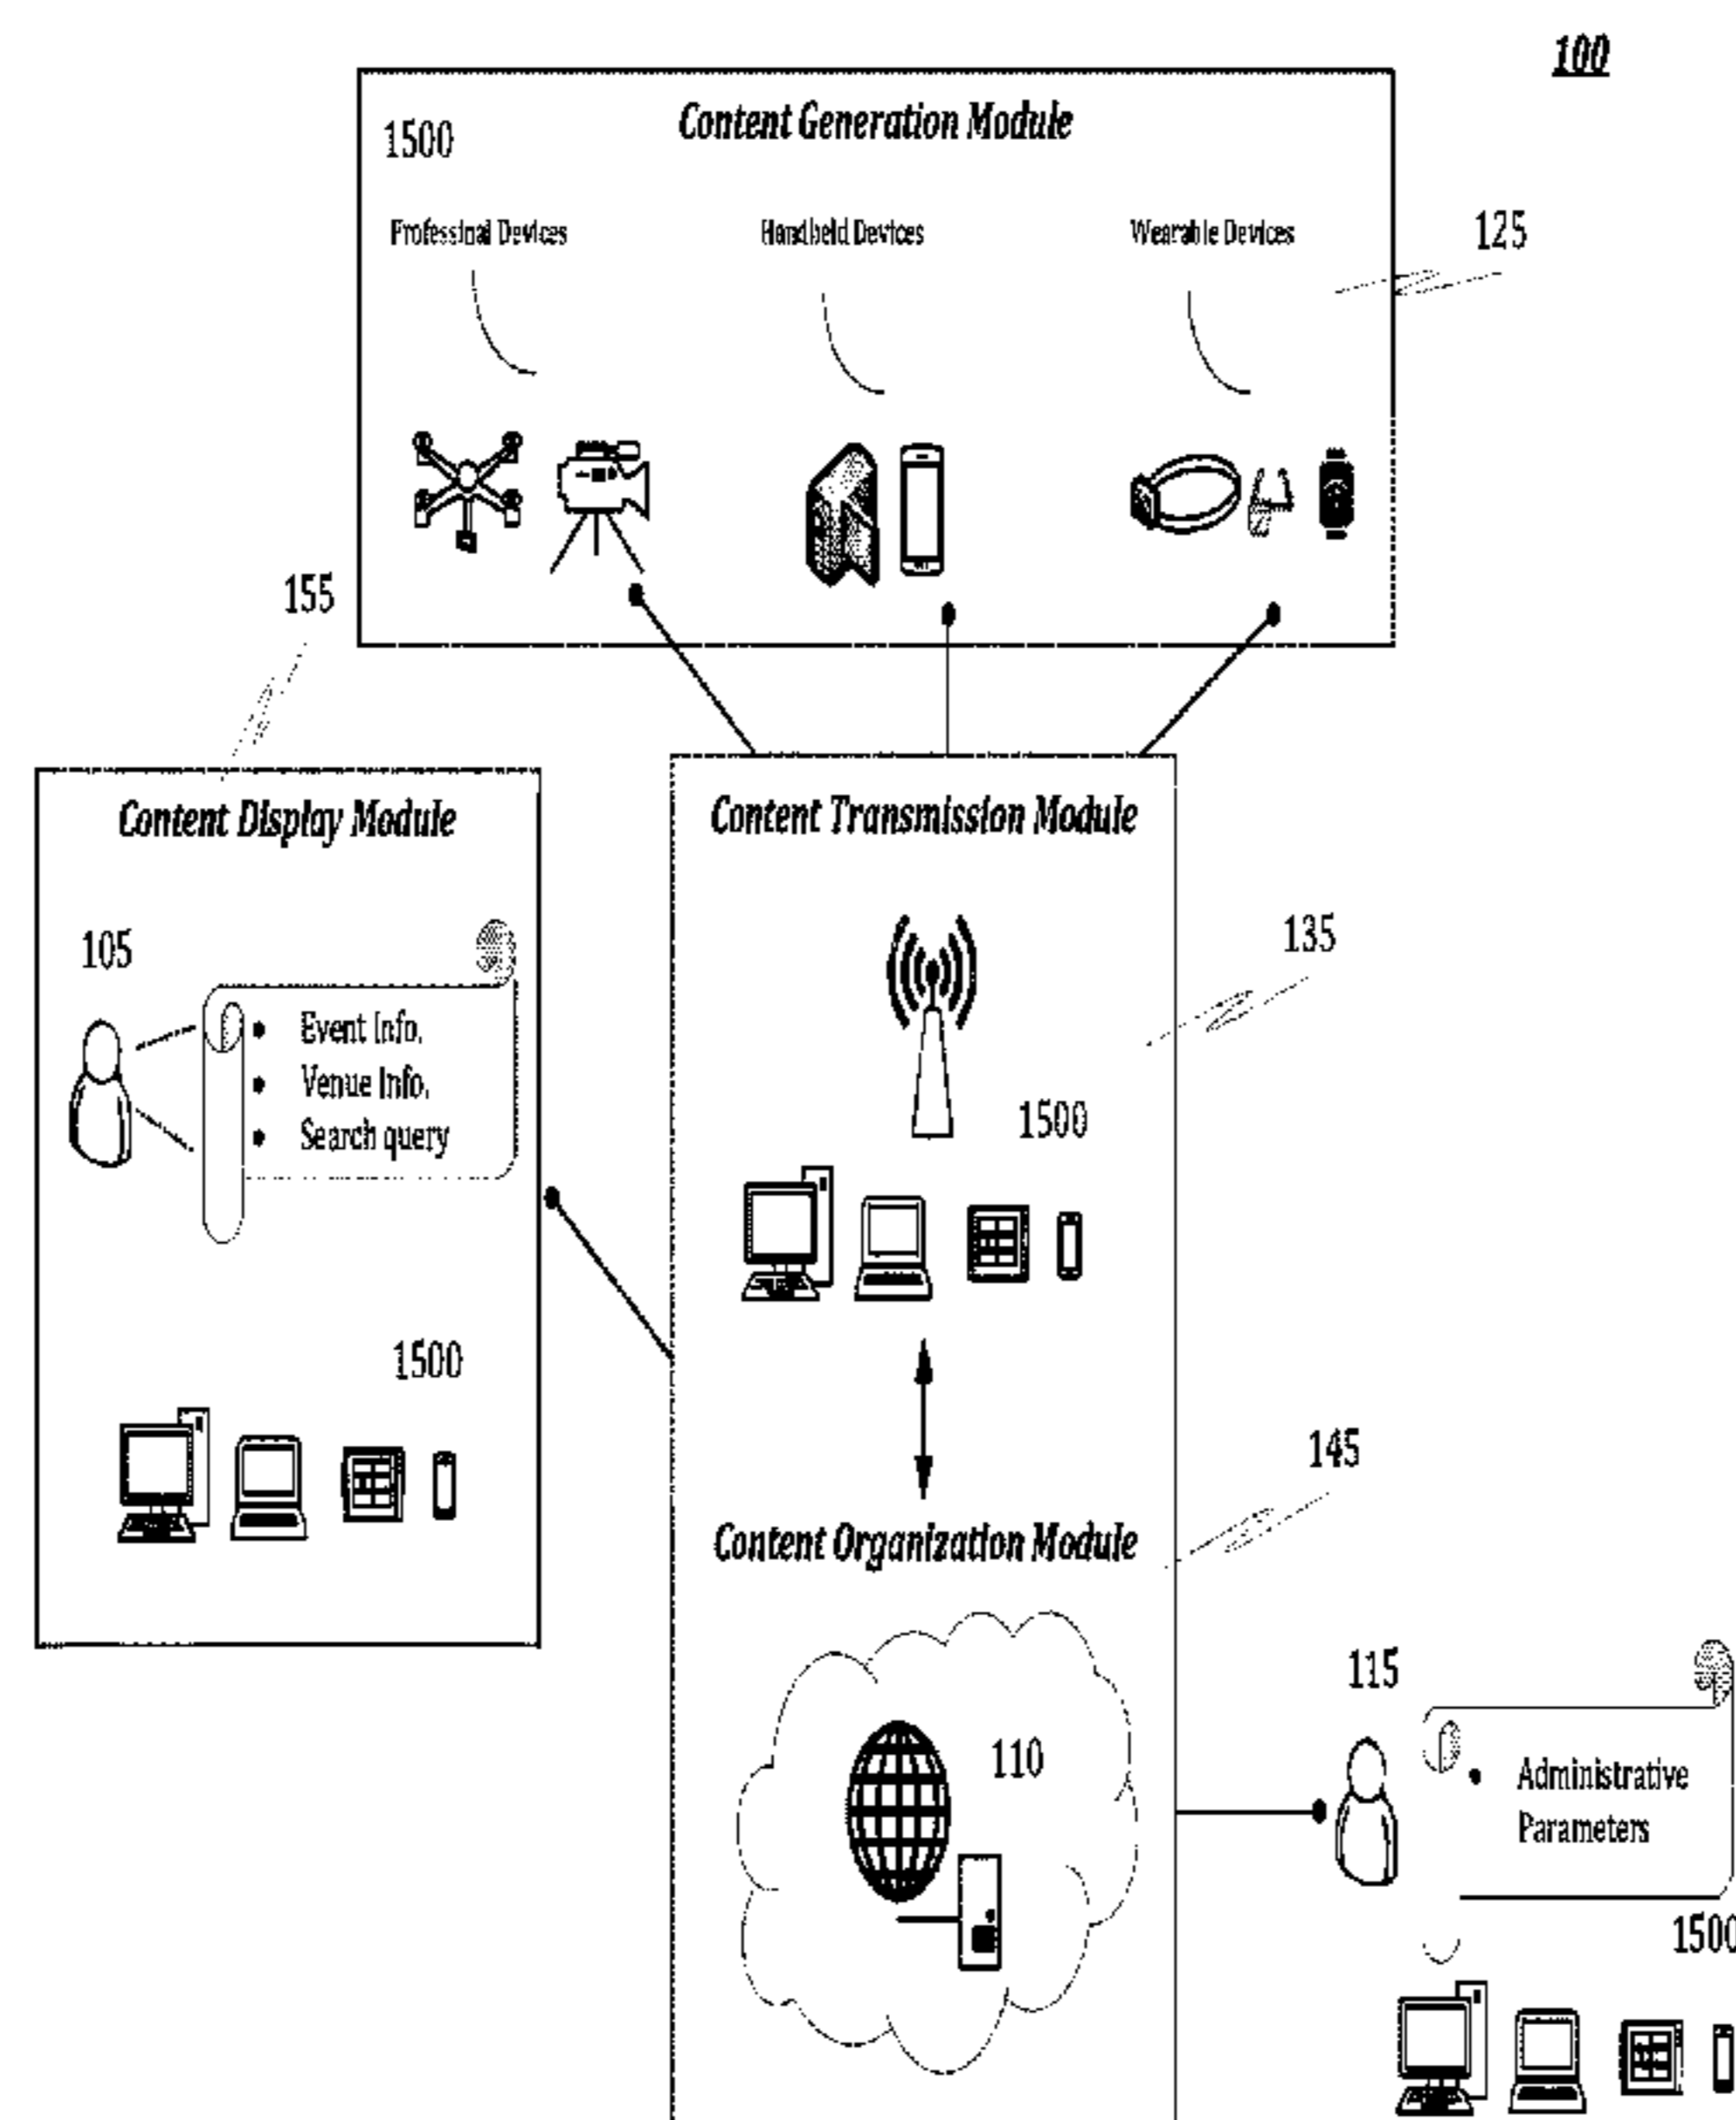 100
1500
Content Generation Module
Professinal Devices
Handheld Devices
Wearable Devices
125
155
Content Display Module
105
• Event Info.
• Venue Info.
• Search query
1500
Content Transmission Module
135
1500
145
Content Organization Module
110
115
• Administrative
Parameters
1500